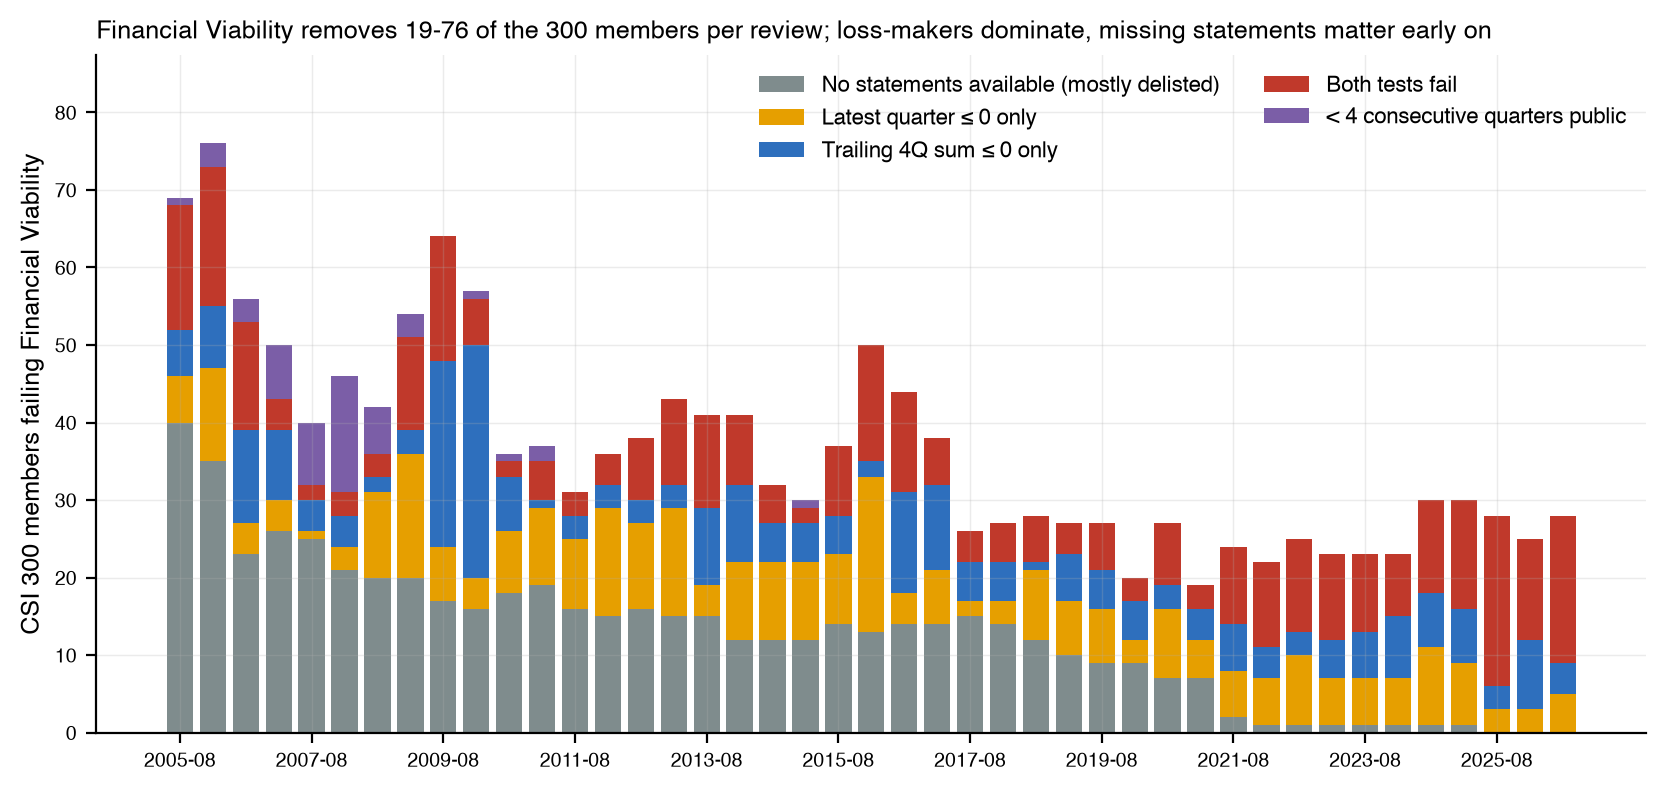 Financial Viability removes 19-76 of the 300 members per review; loss-makers dominate, missing statements matter early on
No statements available (mostly delisted)
Latest quarter ≤ 0 only
Trailing 4Q sum ≤ 0 only
Both tests fail
< 4 consecutive quarters public
CSI 300 members failing Financial Viability
80
70
60
50
40
30
20
10
0
2005-08
2007-08
2009-08
2011-08
2013-08
2015-08
2017-08
2019-08
2021-08
2023-08
2025-08